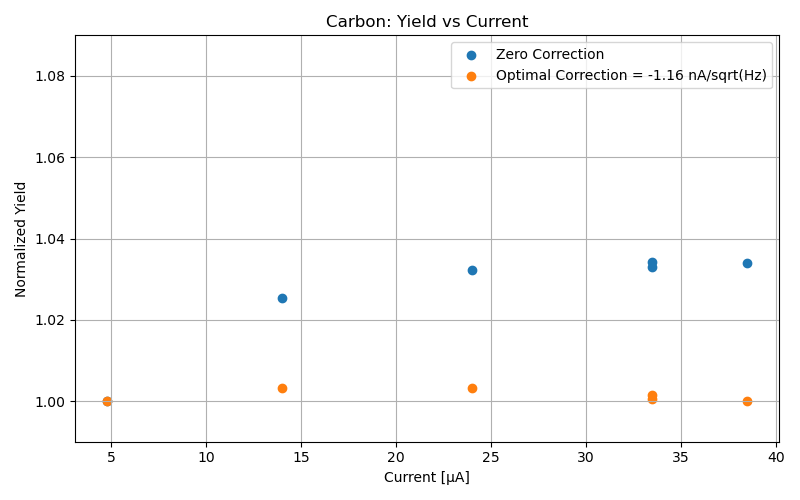 Carbon: Yield vs Current
Zero Correction
Optimal Correction = -1.16 nA/sqrt(Hz)
Normalized Yield
1.08
1.06
1.04
1.02
1.00
5 10 15 20 25 30 35 40
Current [µA]